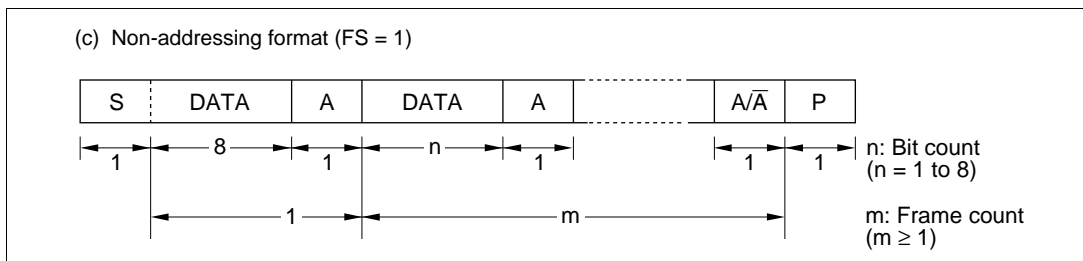 (c) Non-addressing format (FS = 1)
S DATA A DATA A A/A̅ P
1 8 1 n 1 1 1
n: Bit count
(n = 1 to 8)
1 m
m: Frame count
(m ≥ 1)